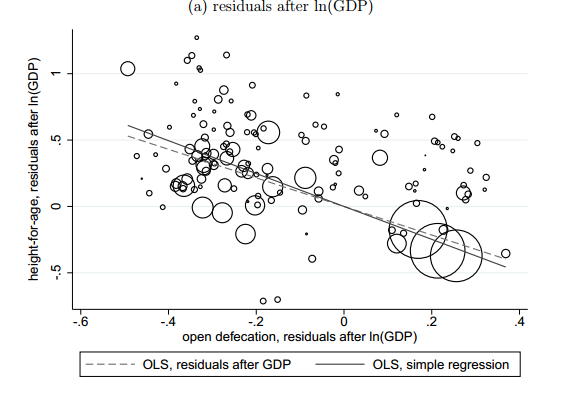 (a) residuals after ln(GDP)
height-for-age, residuals after ln(GDP)
1
.5
0
-.5
-.6
-.4
-.2
0
.2
.4
open defecation, residuals after ln(GDP)
OLS, residuals after GDP
OLS, simple regression